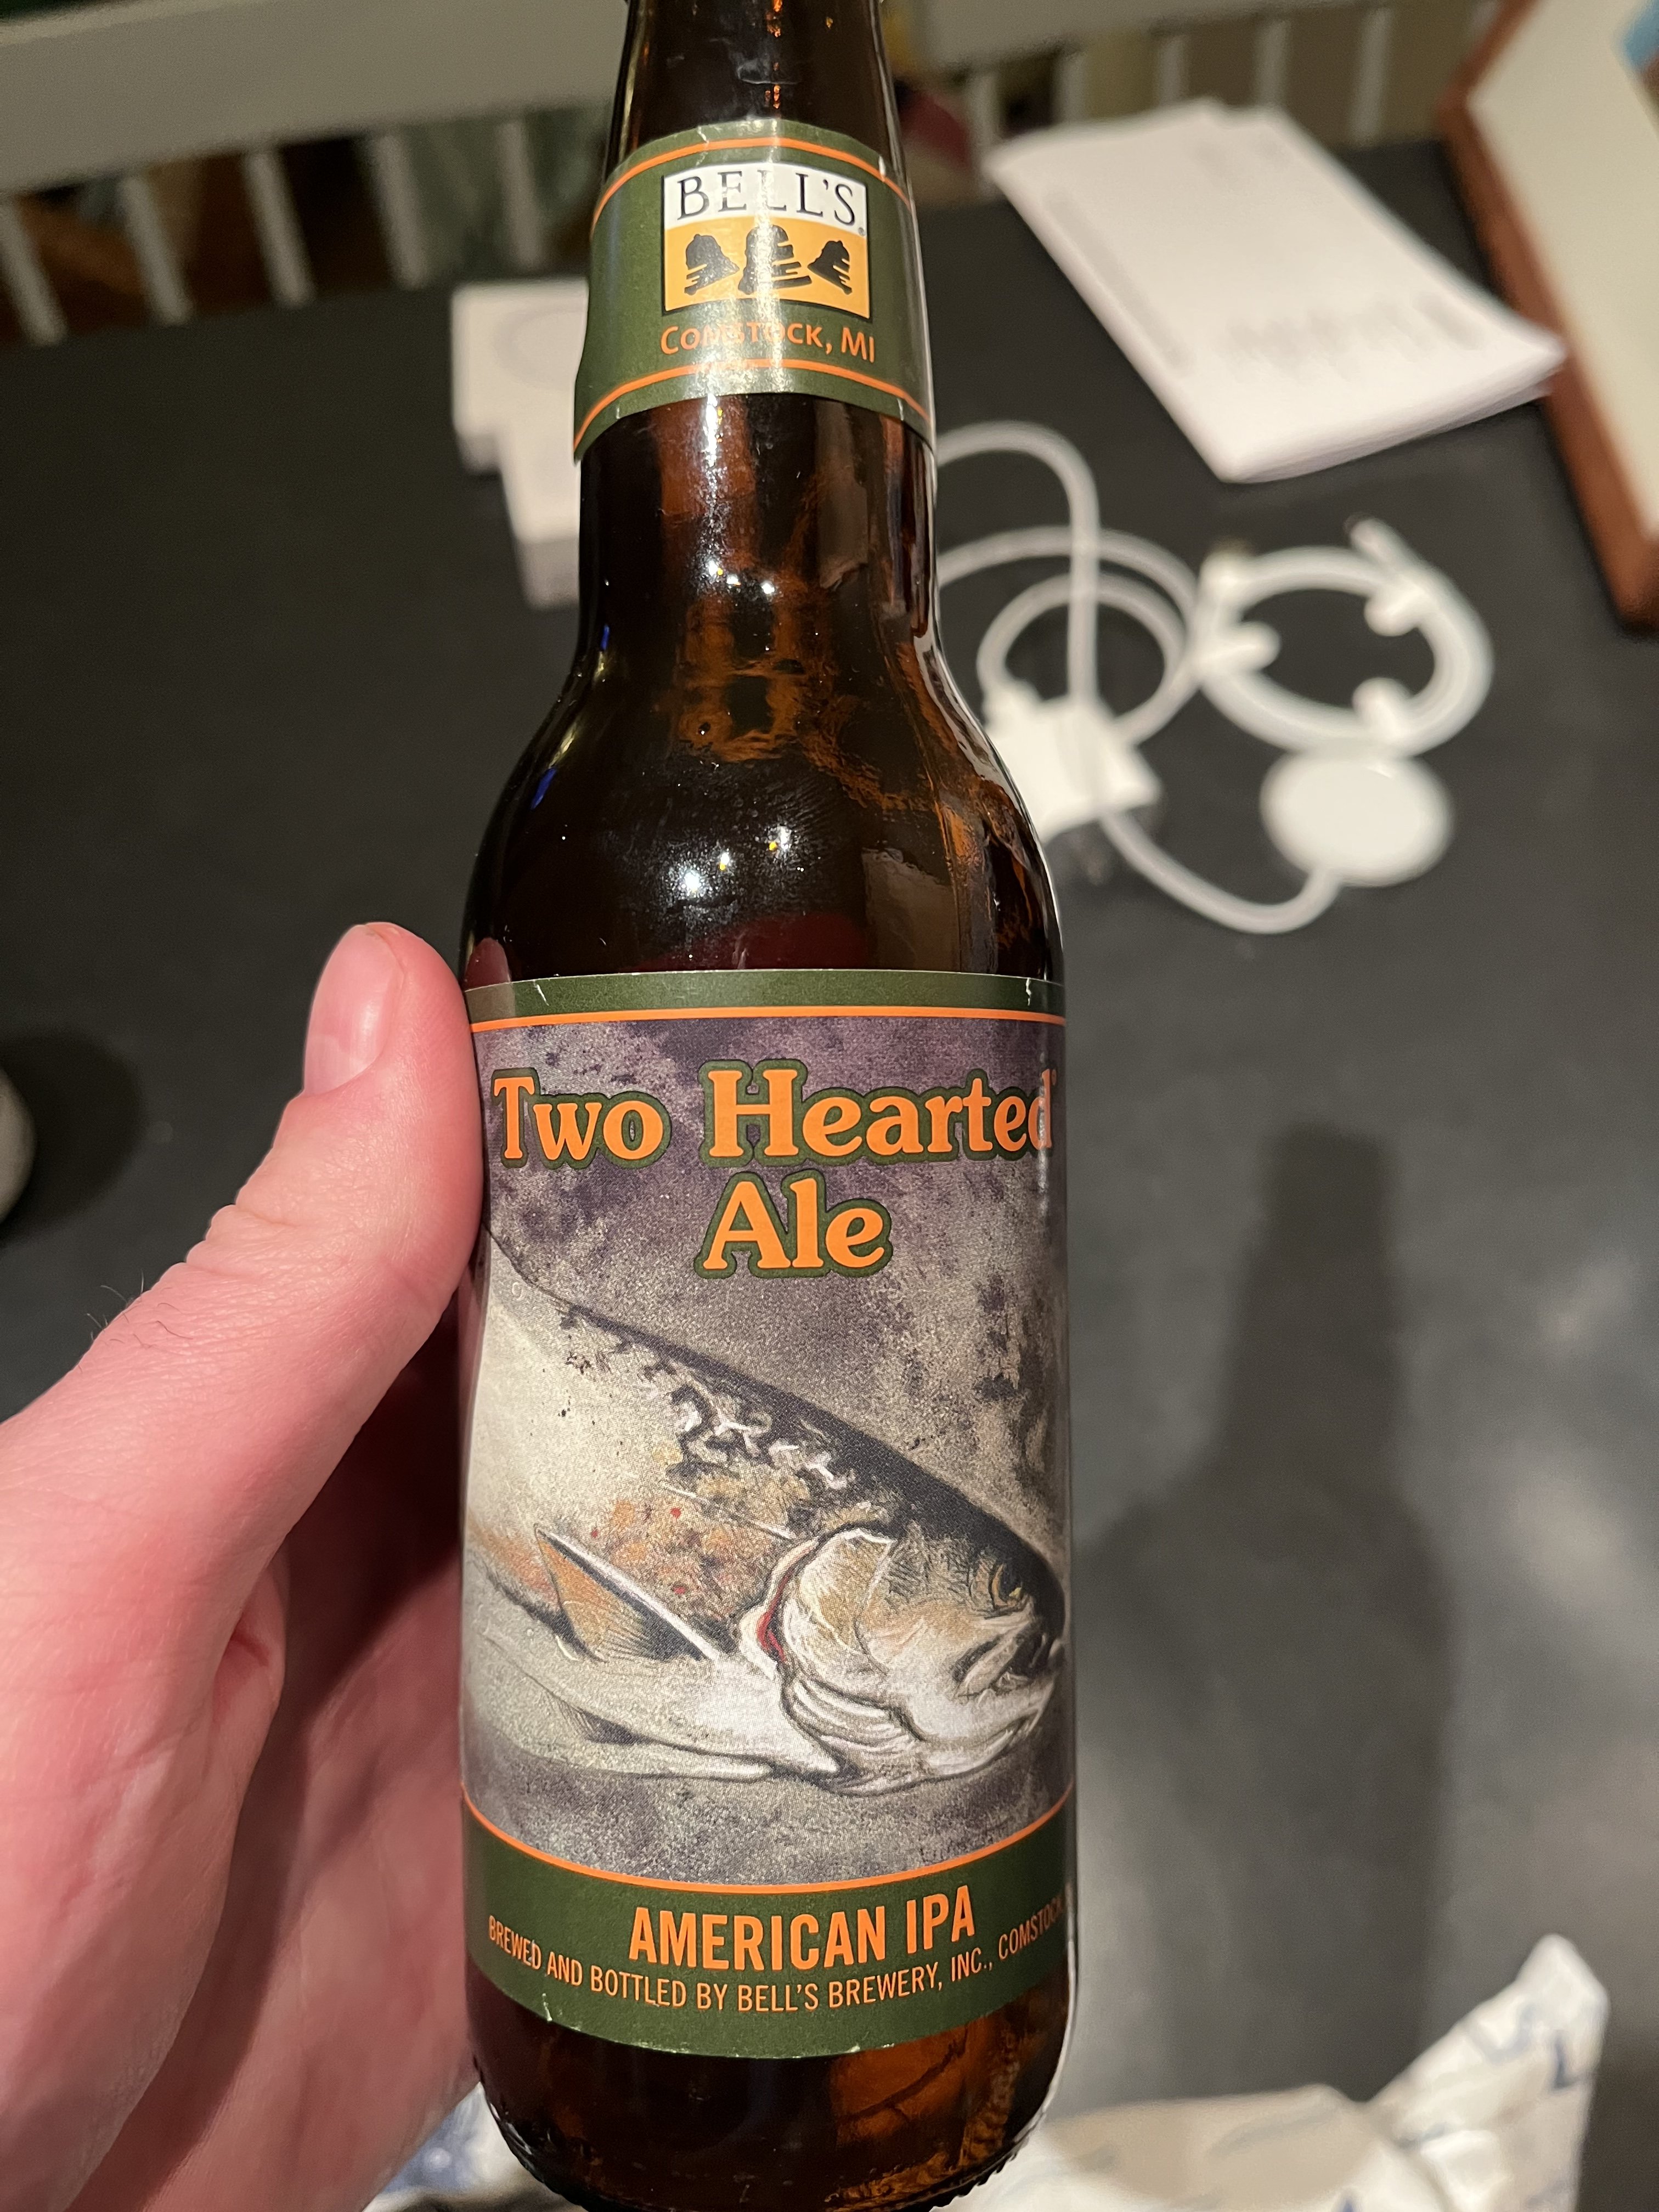 BELL'S
COMSTOCK, MI
Two Hearted
Ale
AMERICAN IPA
BREWED AND BOTTLED BY BELL'S BREWERY, INC., COMSTOCK